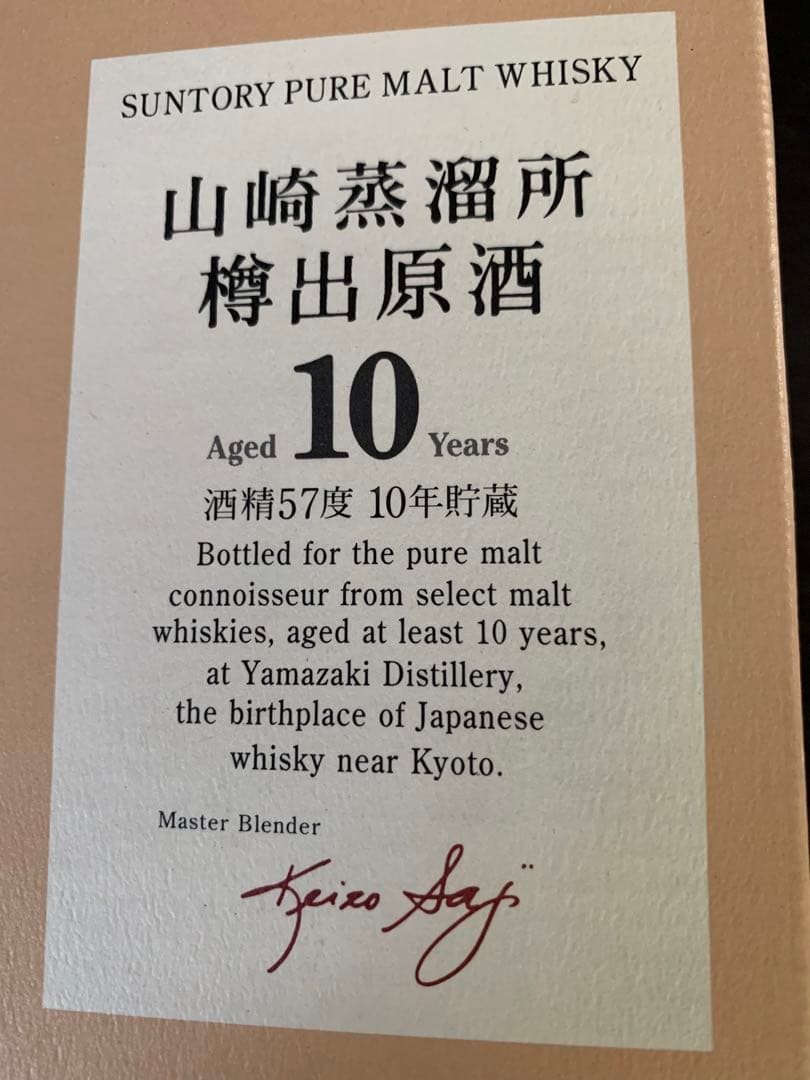 SUNTORY PURE MALT WHISKY
山崎蒸溜所
樽出原酒
Aged 10 Years
酒精57度 10年貯蔵
Bottled for the pure malt
connoisseur from select malt
whiskies, aged at least 10 years,
at Yamazaki Distillery,
the birthplace of Japanese
whisky near Kyoto.
Master Blender
Keizo Saji